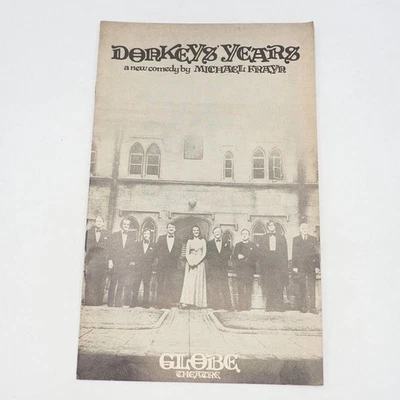 DONKEYS' YEARS
a new comedy by MICHAEL FRAYN
GLOBE
THEATRE